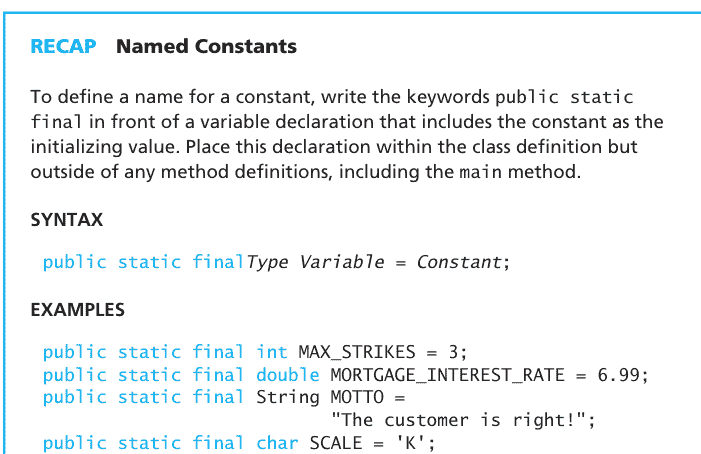 RECAP Named Constants
To define a name for a constant, write the keywords public static
final in front of a variable declaration that includes the constant as the
initializing value. Place this declaration within the class definition but
outside of any method definitions, including the main method.
SYNTAX
public static finalType Variable = Constant;
EXAMPLES
public static final int MAX_STRIKES = 3;
public static final double MORTGAGE_INTEREST_RATE = 6.99;
public static final String MOTTO =
"The customer is right!";
public static final char SCALE = 'K';